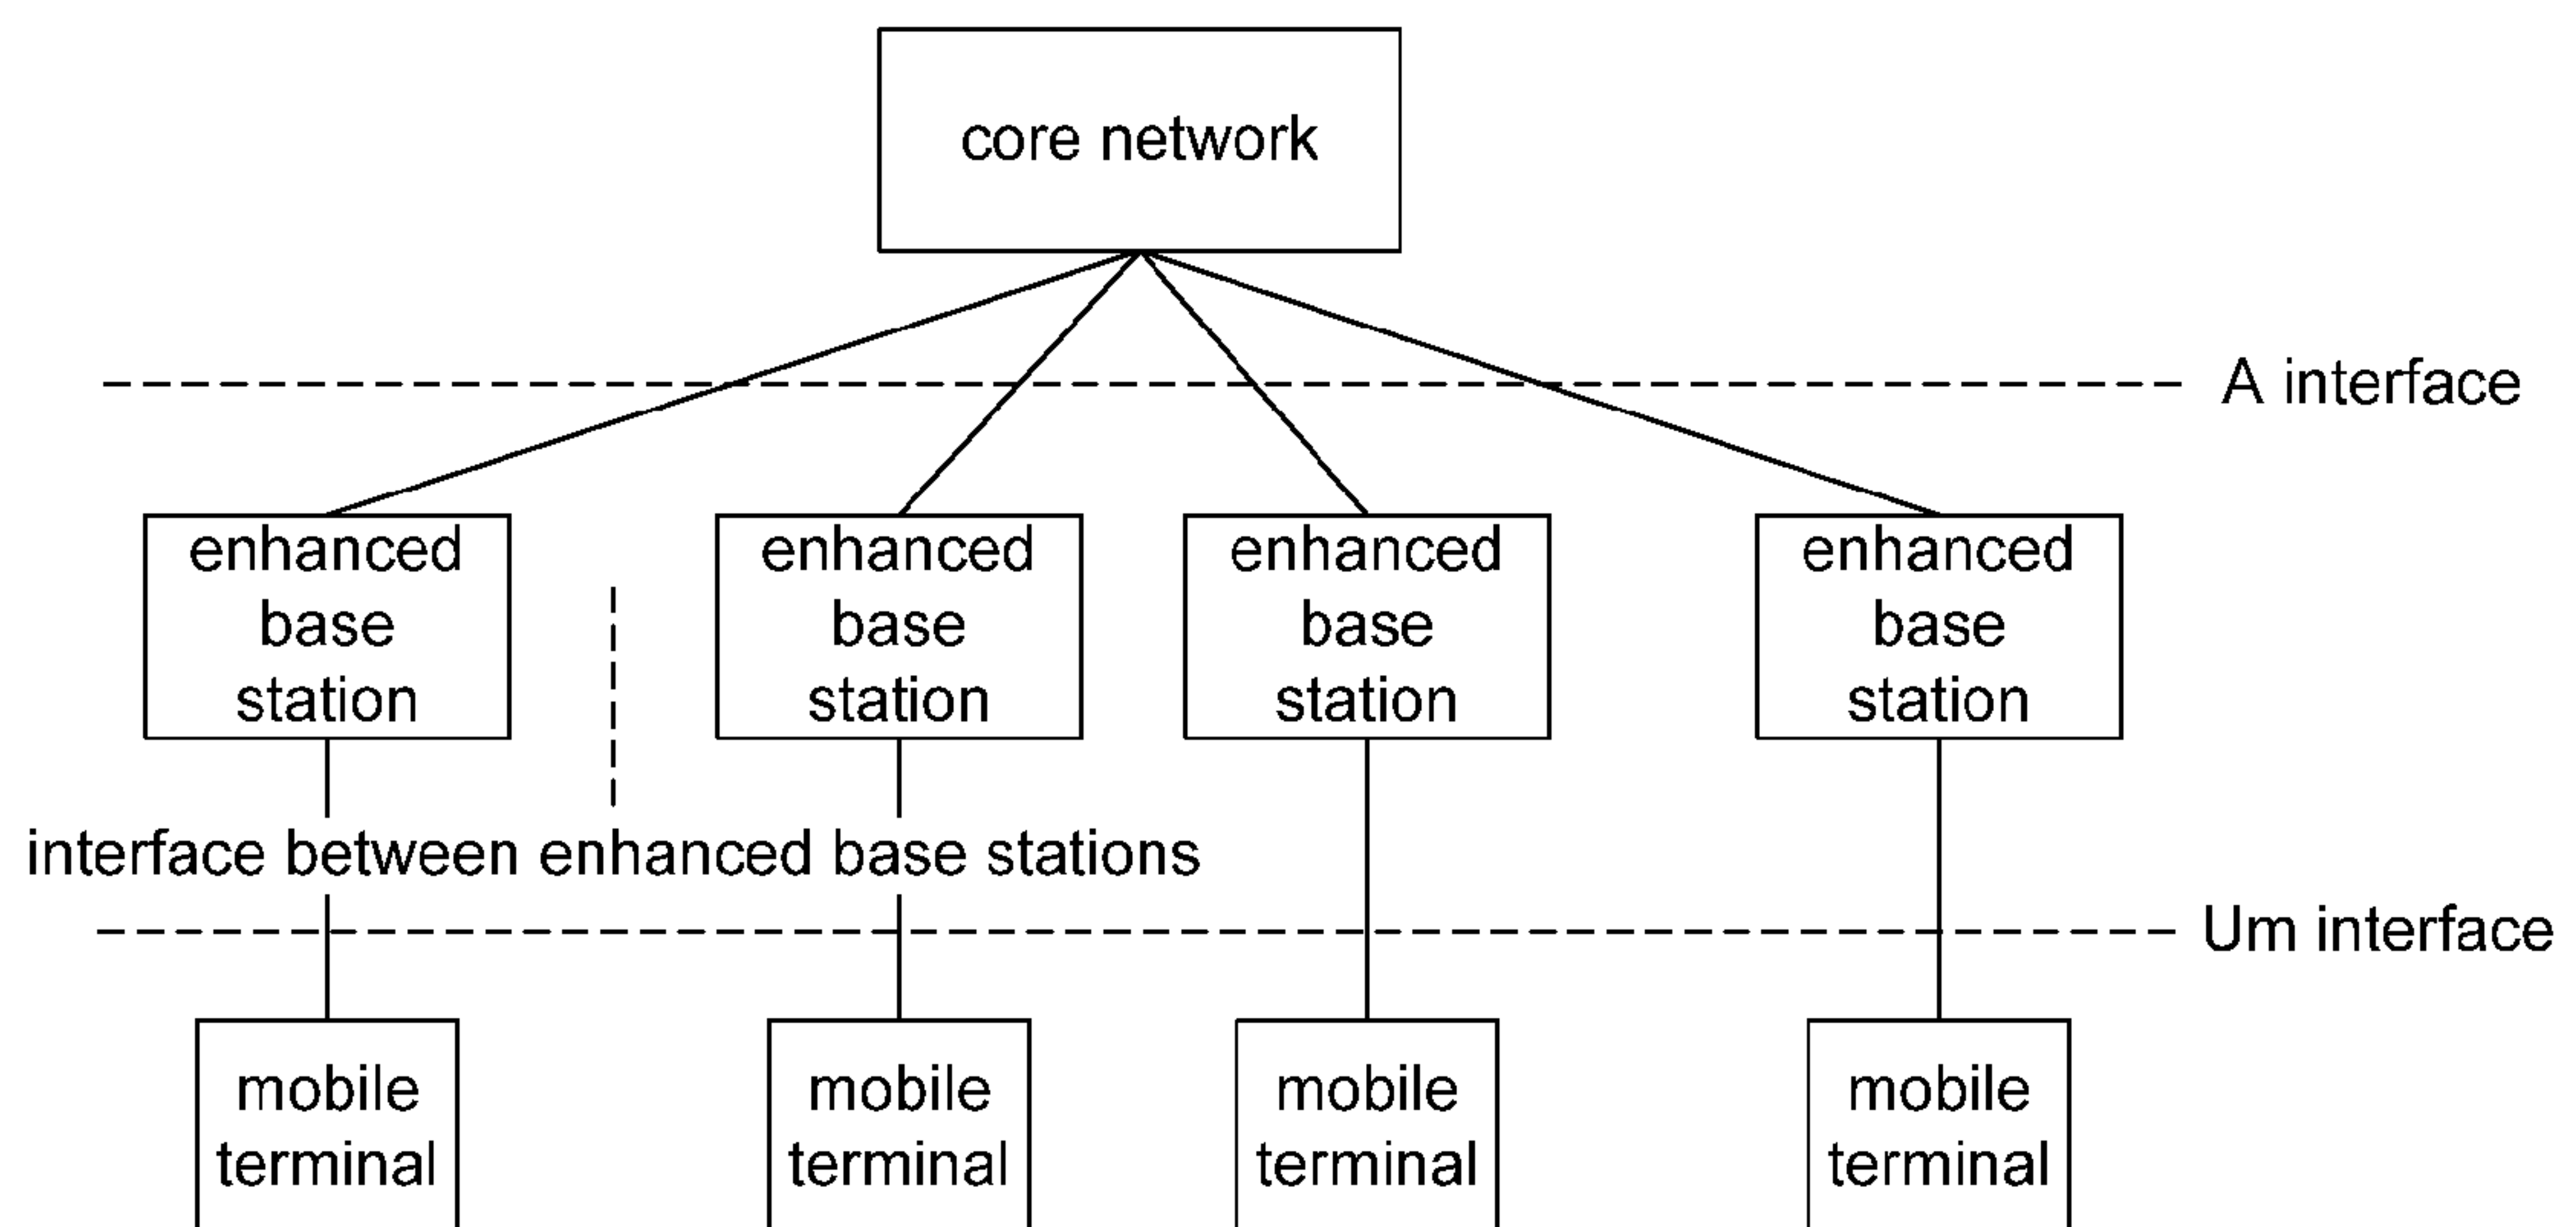 core network
A interface
enhanced
base
station
enhanced
base
station
enhanced
base
station
enhanced
base
station
interface between enhanced base stations
Um interface
mobile
terminal
mobile
terminal
mobile
terminal
mobile
terminal